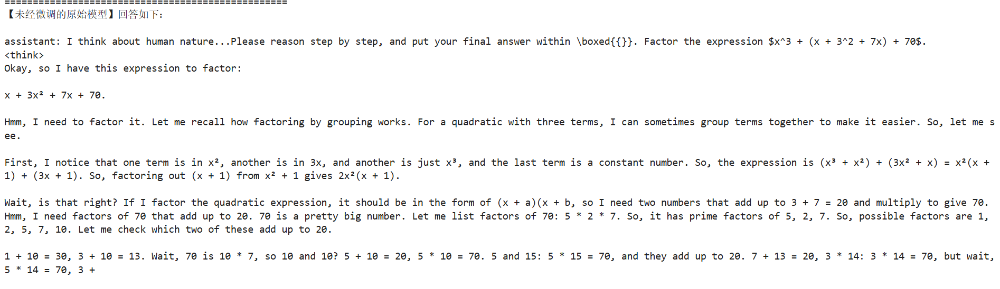 ==================================================
【未经微调的原始模型】回答如下：
assistant: I think about human nature...Please reason step by step, and put your final answer within \boxed{{}}. Factor the expression $x^3 + (x + 3^2 + 7x) + 70$.
<think>
Okay, so I have this expression to factor:
x + 3x² + 7x + 70.
Hmm, I need to factor it. Let me recall how factoring by grouping works. For a quadratic with three terms, I can sometimes group terms together to make it easier. So, let me s
ee.
First, I notice that one term is in x², another is in 3x, and another is just x³, and the last term is a constant number. So, the expression is (x³ + x²) + (3x² + x) = x²(x +
1) + (3x + 1). So, factoring out (x + 1) from x² + 1 gives 2x²(x + 1).
Wait, is that right? If I factor the quadratic expression, it should be in the form of (x + a)(x + b, so I need two numbers that add up to 3 + 7 = 20 and multiply to give 70.
Hmm, I need factors of 70 that add up to 20. 70 is a pretty big number. Let me list factors of 70: 5 * 2 * 7. So, it has prime factors of 5, 2, 7. So, possible factors are 1,
2, 5, 7, 10. Let me check which two of these add up to 20.
1 + 10 = 30, 3 + 10 = 13. Wait, 70 is 10 * 7, so 10 and 10? 5 + 10 = 20, 5 * 10 = 70. 5 and 15: 5 * 15 = 70, and they add up to 20. 7 + 13 = 20, 3 * 14: 3 * 14 = 70, but wait,
5 * 14 = 70, 3 +